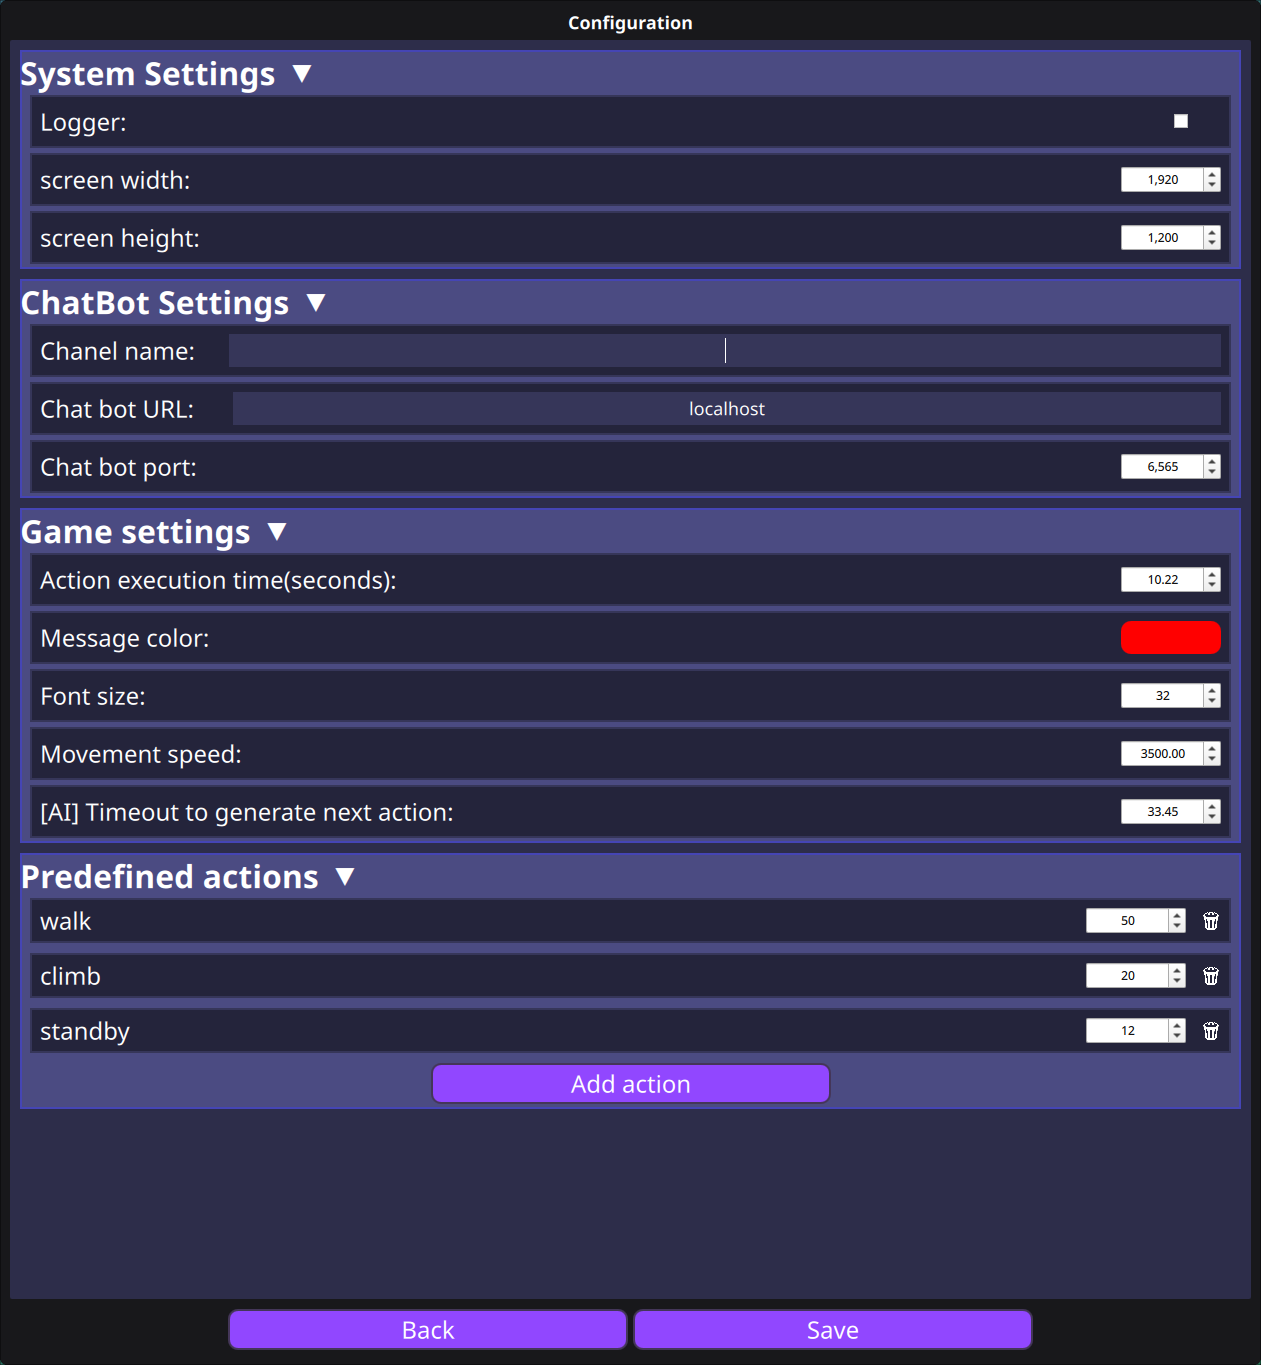 Configuration
System Settings ▼
Logger:
screen width: 1,920
screen height: 1,200
ChatBot Settings ▼
Chanel name:
Chat bot URL: localhost
Chat bot port: 6,565
Game settings ▼
Action execution time(seconds): 10.22
Message color:
Font size: 32
Movement speed: 3500.00
[AI] Timeout to generate next action: 33.45
Predefined actions ▼
walk 50
climb 20
standby 12
Add action
Back Save